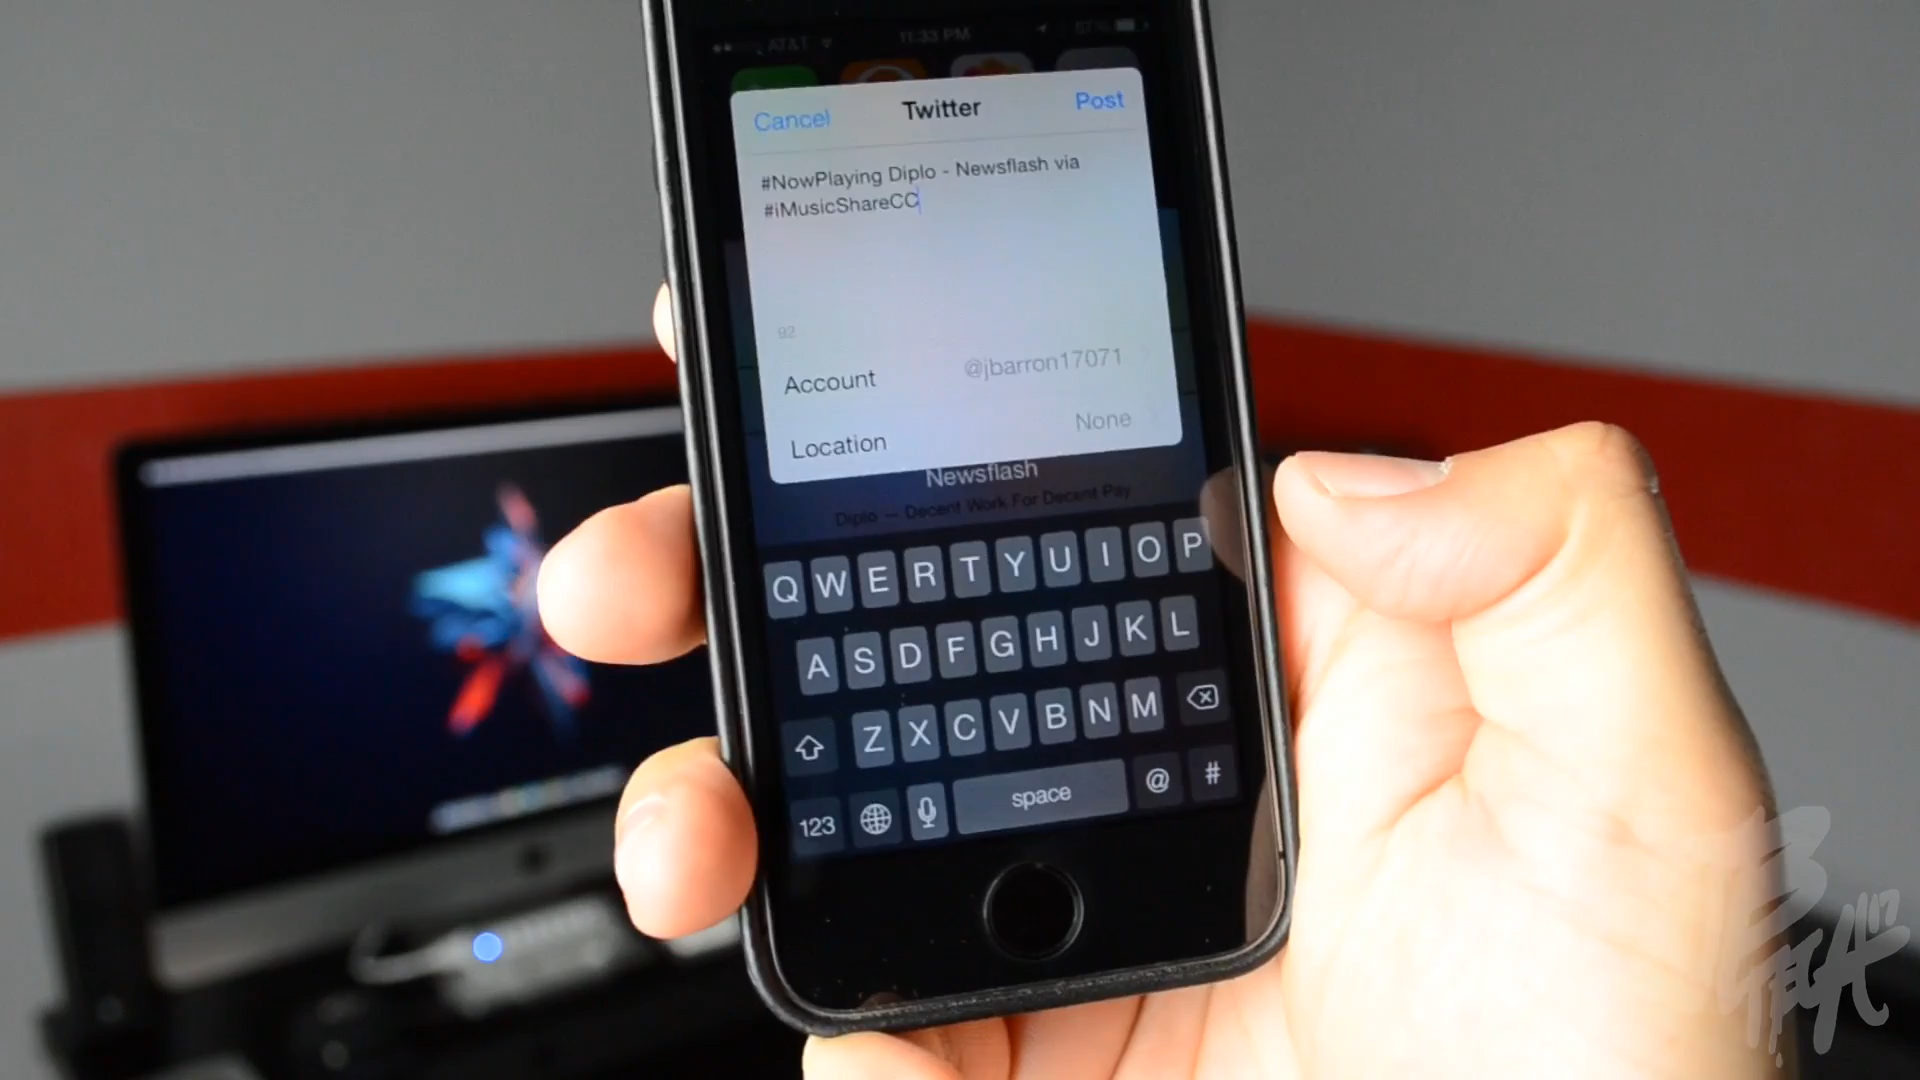 AT&T 11:33 PM 67%
Cancel Twitter Post
#NowPlaying Diplo - Newsflash via
#iMusicShareCC
92
Account @jbarron17071
Location None
Newsflash
Diplo — Decent Work For Decent Pay
Q W E R T Y U I O P
A S D F G H J K L
Z X C V B N M
123 space @ #